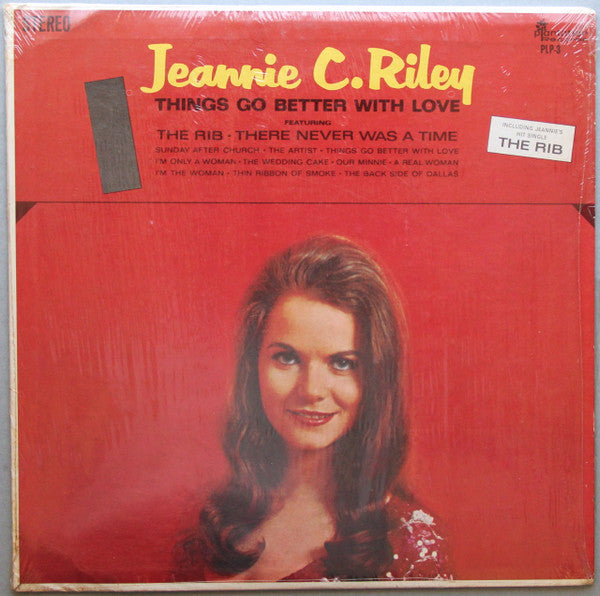 STEREO
plantation
PLP-3
Jeannie C. Riley
THINGS GO BETTER WITH LOVE
FEATURING
THE RIB · THERE NEVER WAS A TIME
SUNDAY AFTER CHURCH · THE ARTIST · THINGS GO BETTER WITH LOVE
I'M ONLY A WOMAN · THE WEDDING CAKE · OUR MINNIE · A REAL WOMAN
I'M THE WOMAN · THIN RIBBON OF SMOKE · THE BACK SIDE OF DALLAS
INCLUDING JEANNIE'S
HIT SINGLE
THE RIB